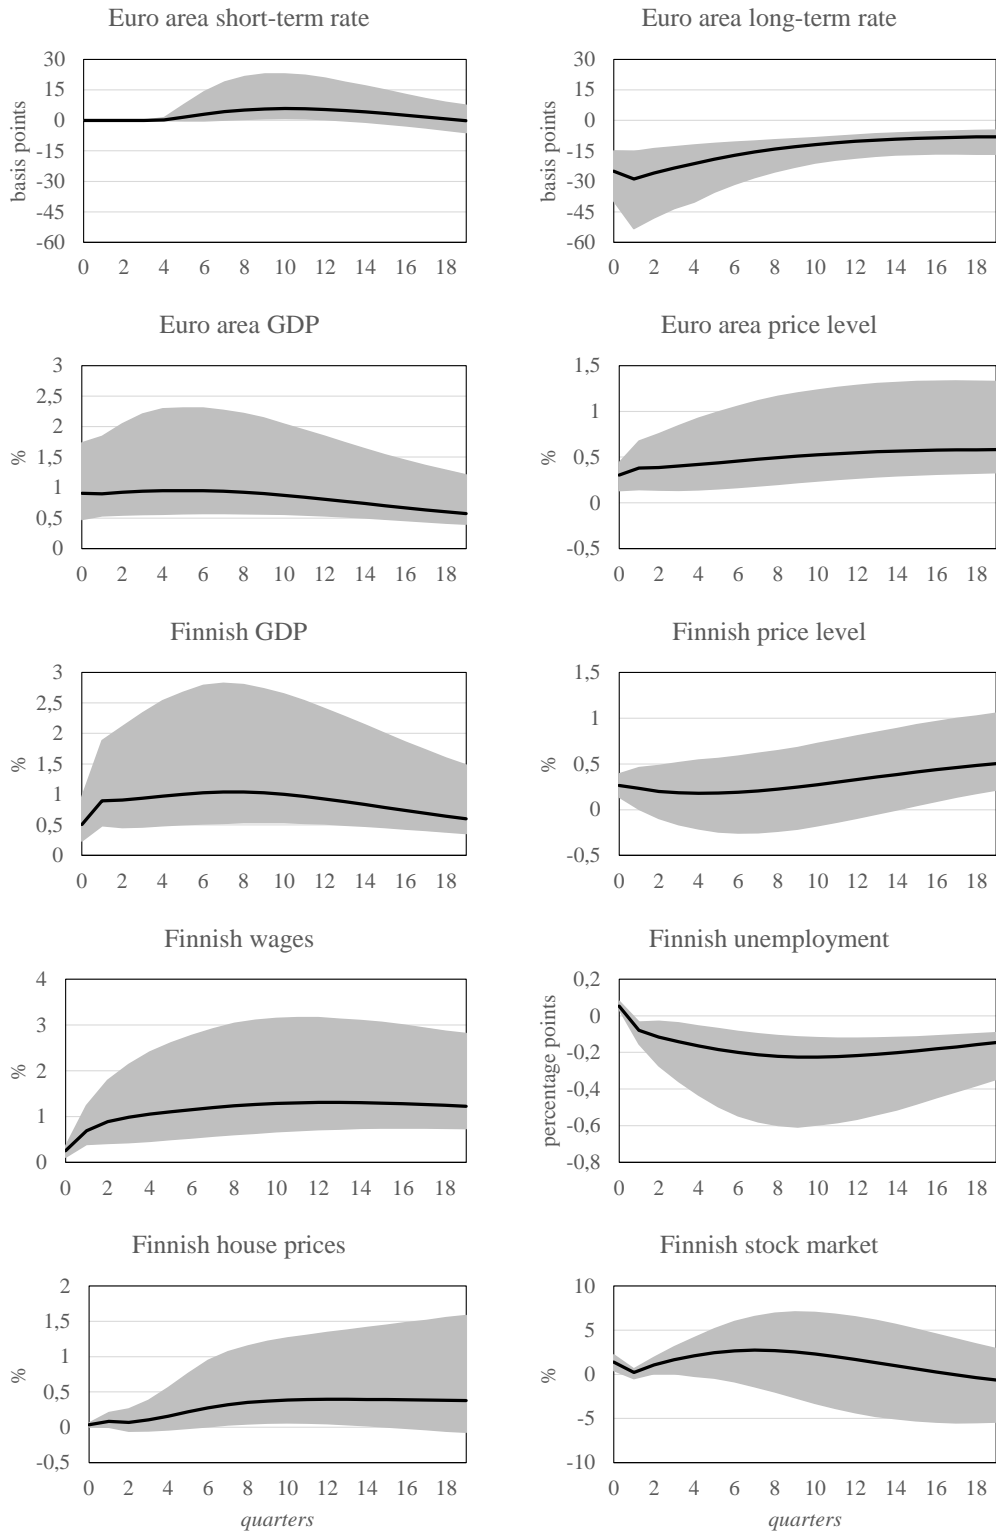 Euro area short-term rate
30
15
0
-15
-30
-45
-60
basis points
0 2 4 6 8 10 12 14 16 18
Euro area long-term rate
30
15
0
-15
-30
-45
-60
basis points
0 2 4 6 8 10 12 14 16 18
Euro area GDP
3
2,5
2
1,5
1
0,5
0
%
0 2 4 6 8 10 12 14 16 18
Euro area price level
1,5
1
0,5
0
-0,5
%
0 2 4 6 8 10 12 14 16 18
Finnish GDP
3
2,5
2
1,5
1
0,5
0
%
0 2 4 6 8 10 12 14 16 18
Finnish price level
1,5
1
0,5
0
-0,5
%
0 2 4 6 8 10 12 14 16 18
Finnish wages
4
3
2
1
0
%
0 2 4 6 8 10 12 14 16 18
Finnish unemployment
0,2
0
-0,2
-0,4
-0,6
-0,8
percentage points
0 2 4 6 8 10 12 14 16 18
Finnish house prices
2
1,5
1
0,5
0
-0,5
%
0 2 4 6 8 10 12 14 16 18
quarters
Finnish stock market
10
5
0
-5
-10
%
0 2 4 6 8 10 12 14 16 18
quarters